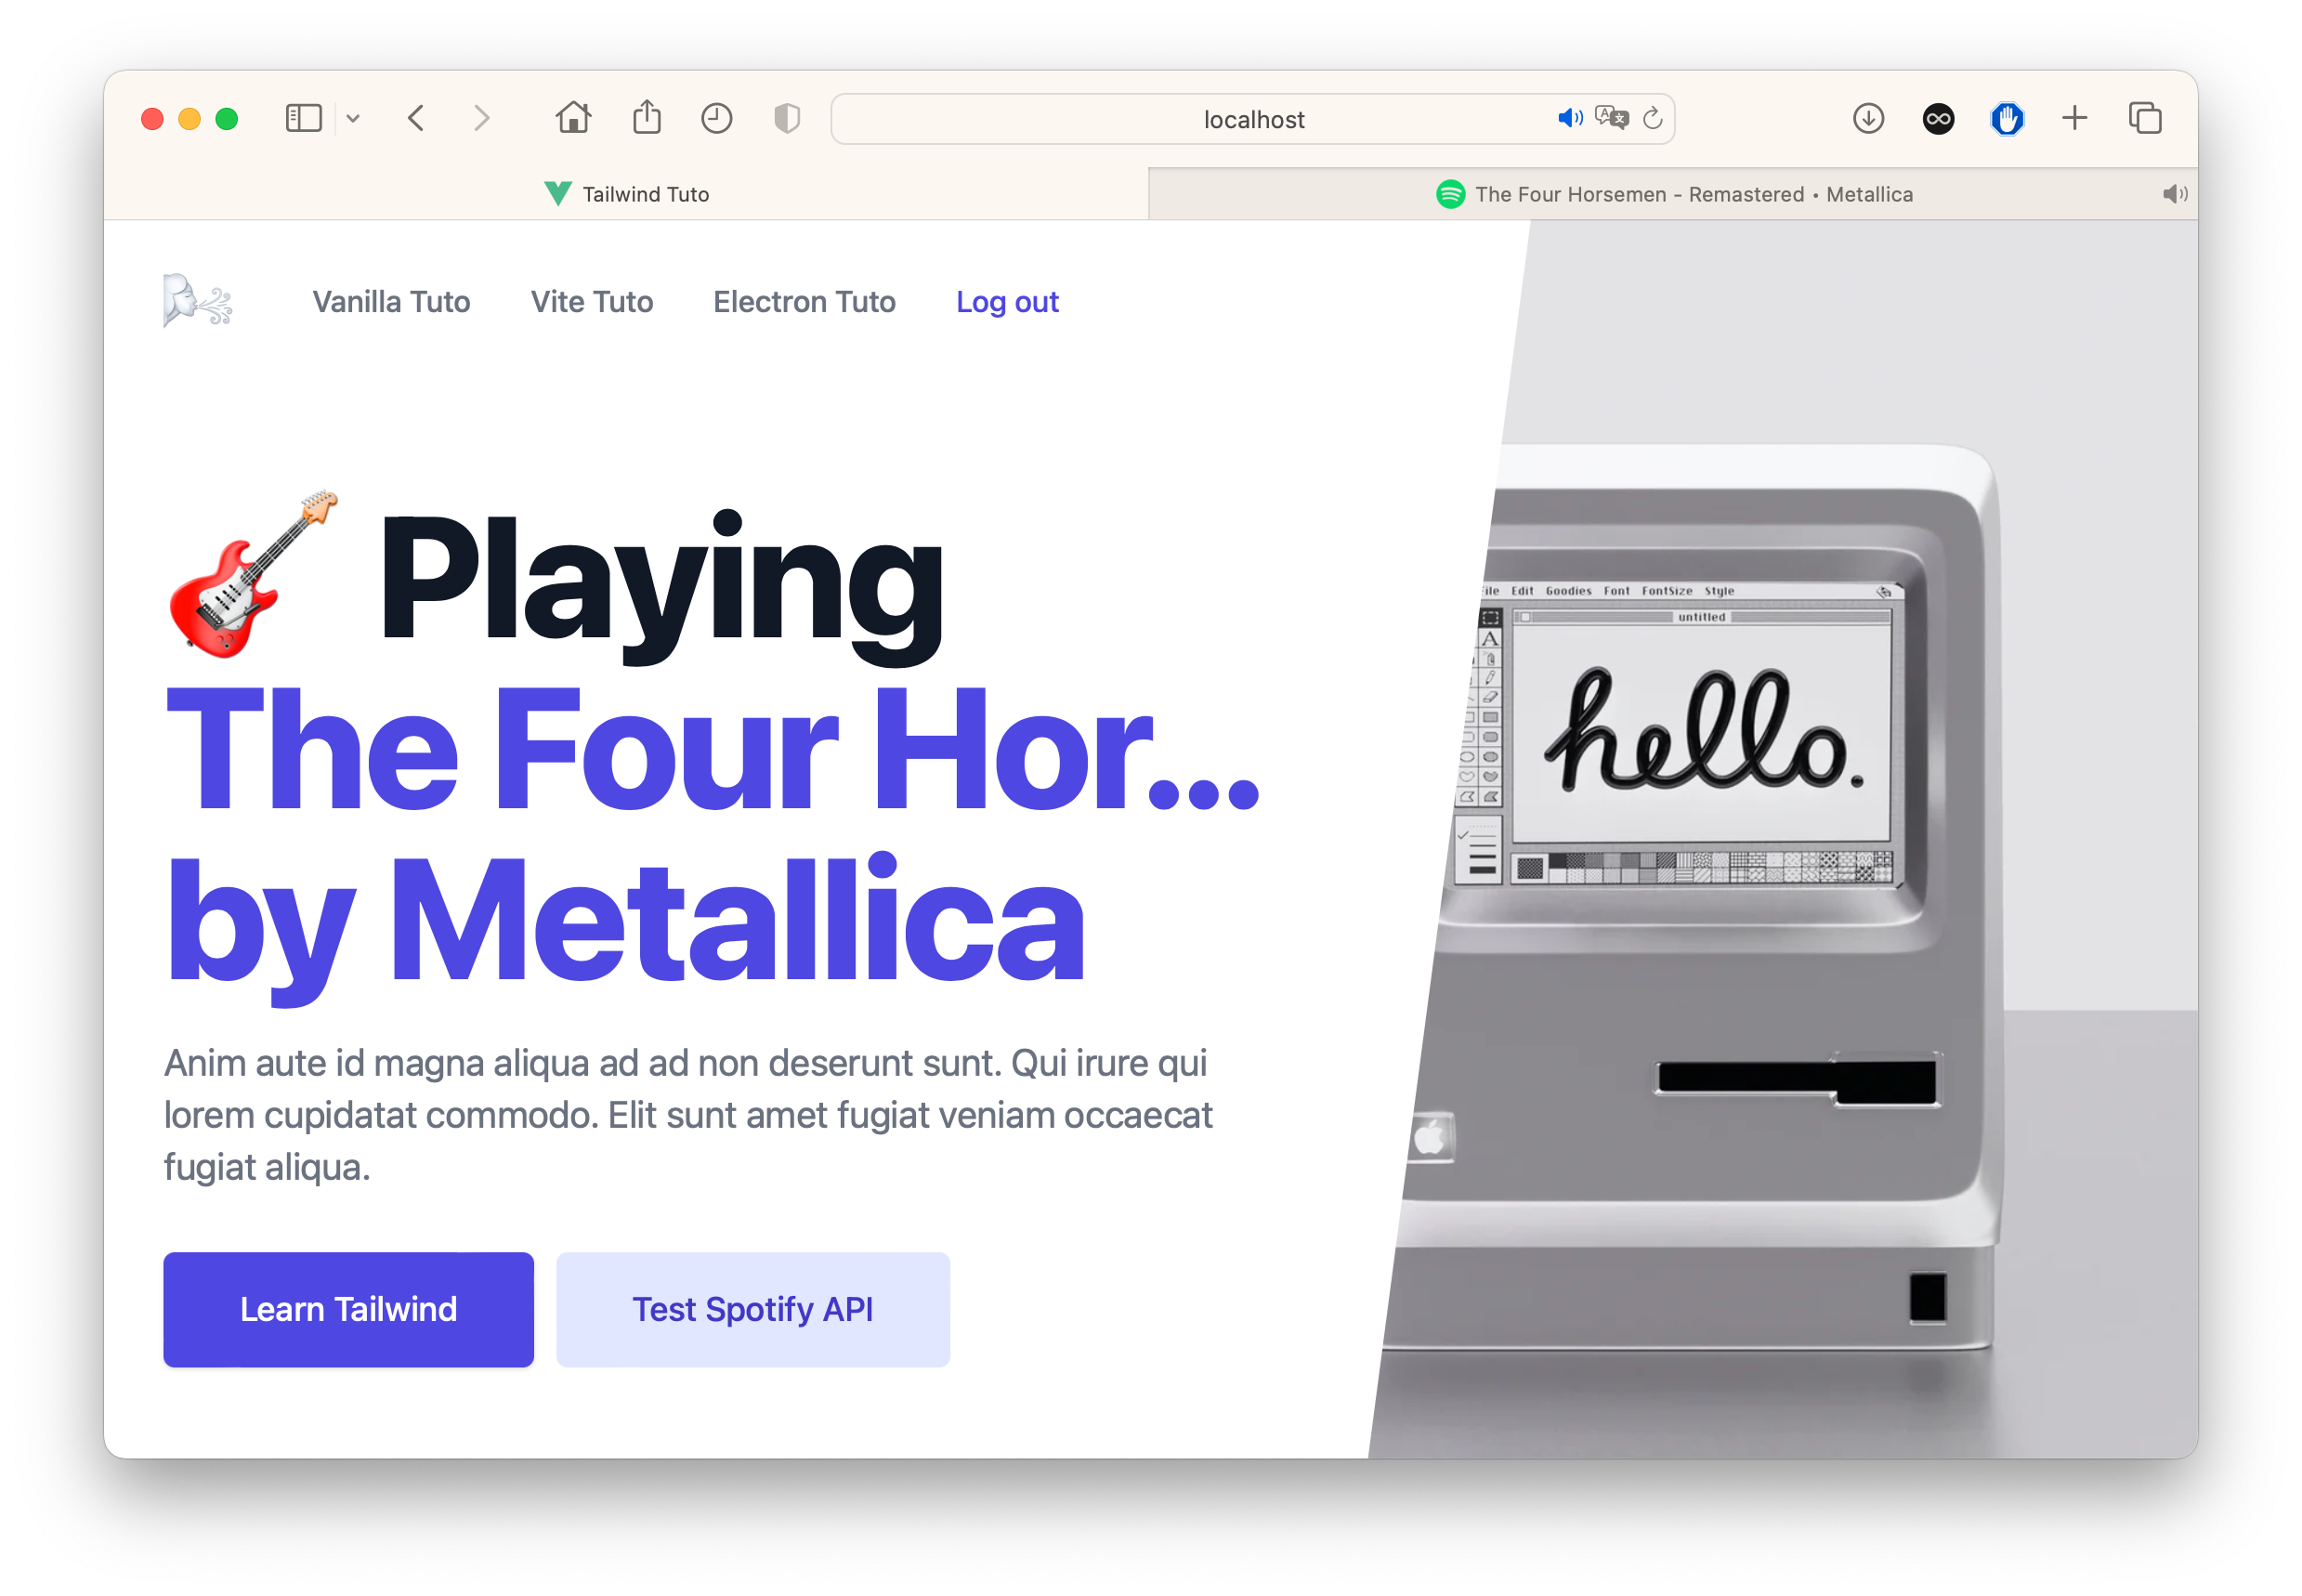 localhost
Tailwind Tuto
The Four Horsemen - Remastered • Metallica
Vanilla Tuto Vite Tuto Electron Tuto Log out
🎸 Playing
The Four Hor...
by Metallica
File Edit Goodies Font FontSize Style
untitled
A
hello.
Anim aute id magna aliqua ad ad non deserunt sunt. Qui irure qui
lorem cupidatat commodo. Elit sunt amet fugiat veniam occaecat
fugiat aliqua.
Learn Tailwind
Test Spotify API